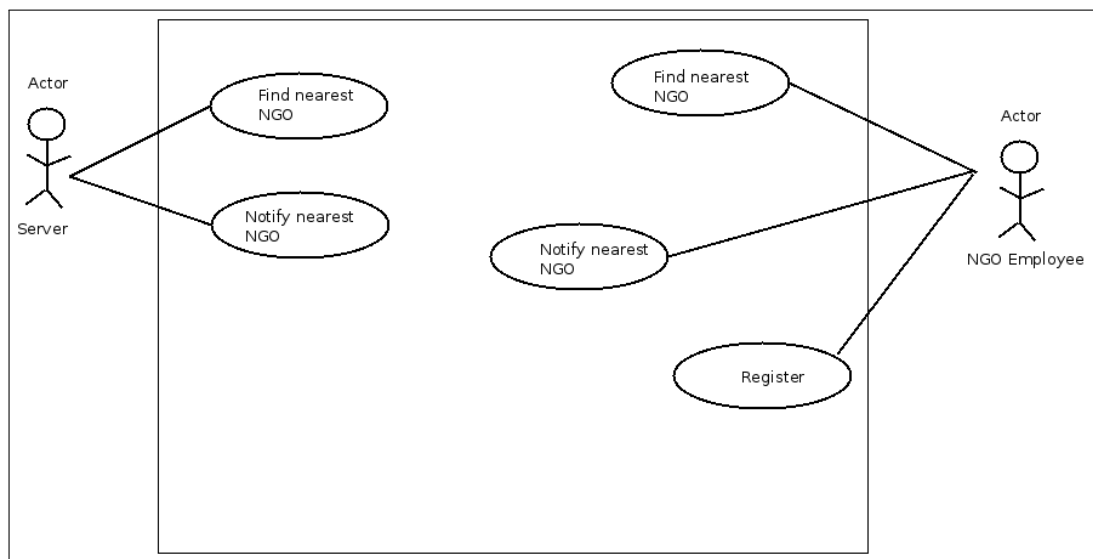 Actor
Server
Find nearest
NGO
Notify nearest
NGO
Find nearest
NGO
Notify nearest
NGO
Register
Actor
NGO Employee